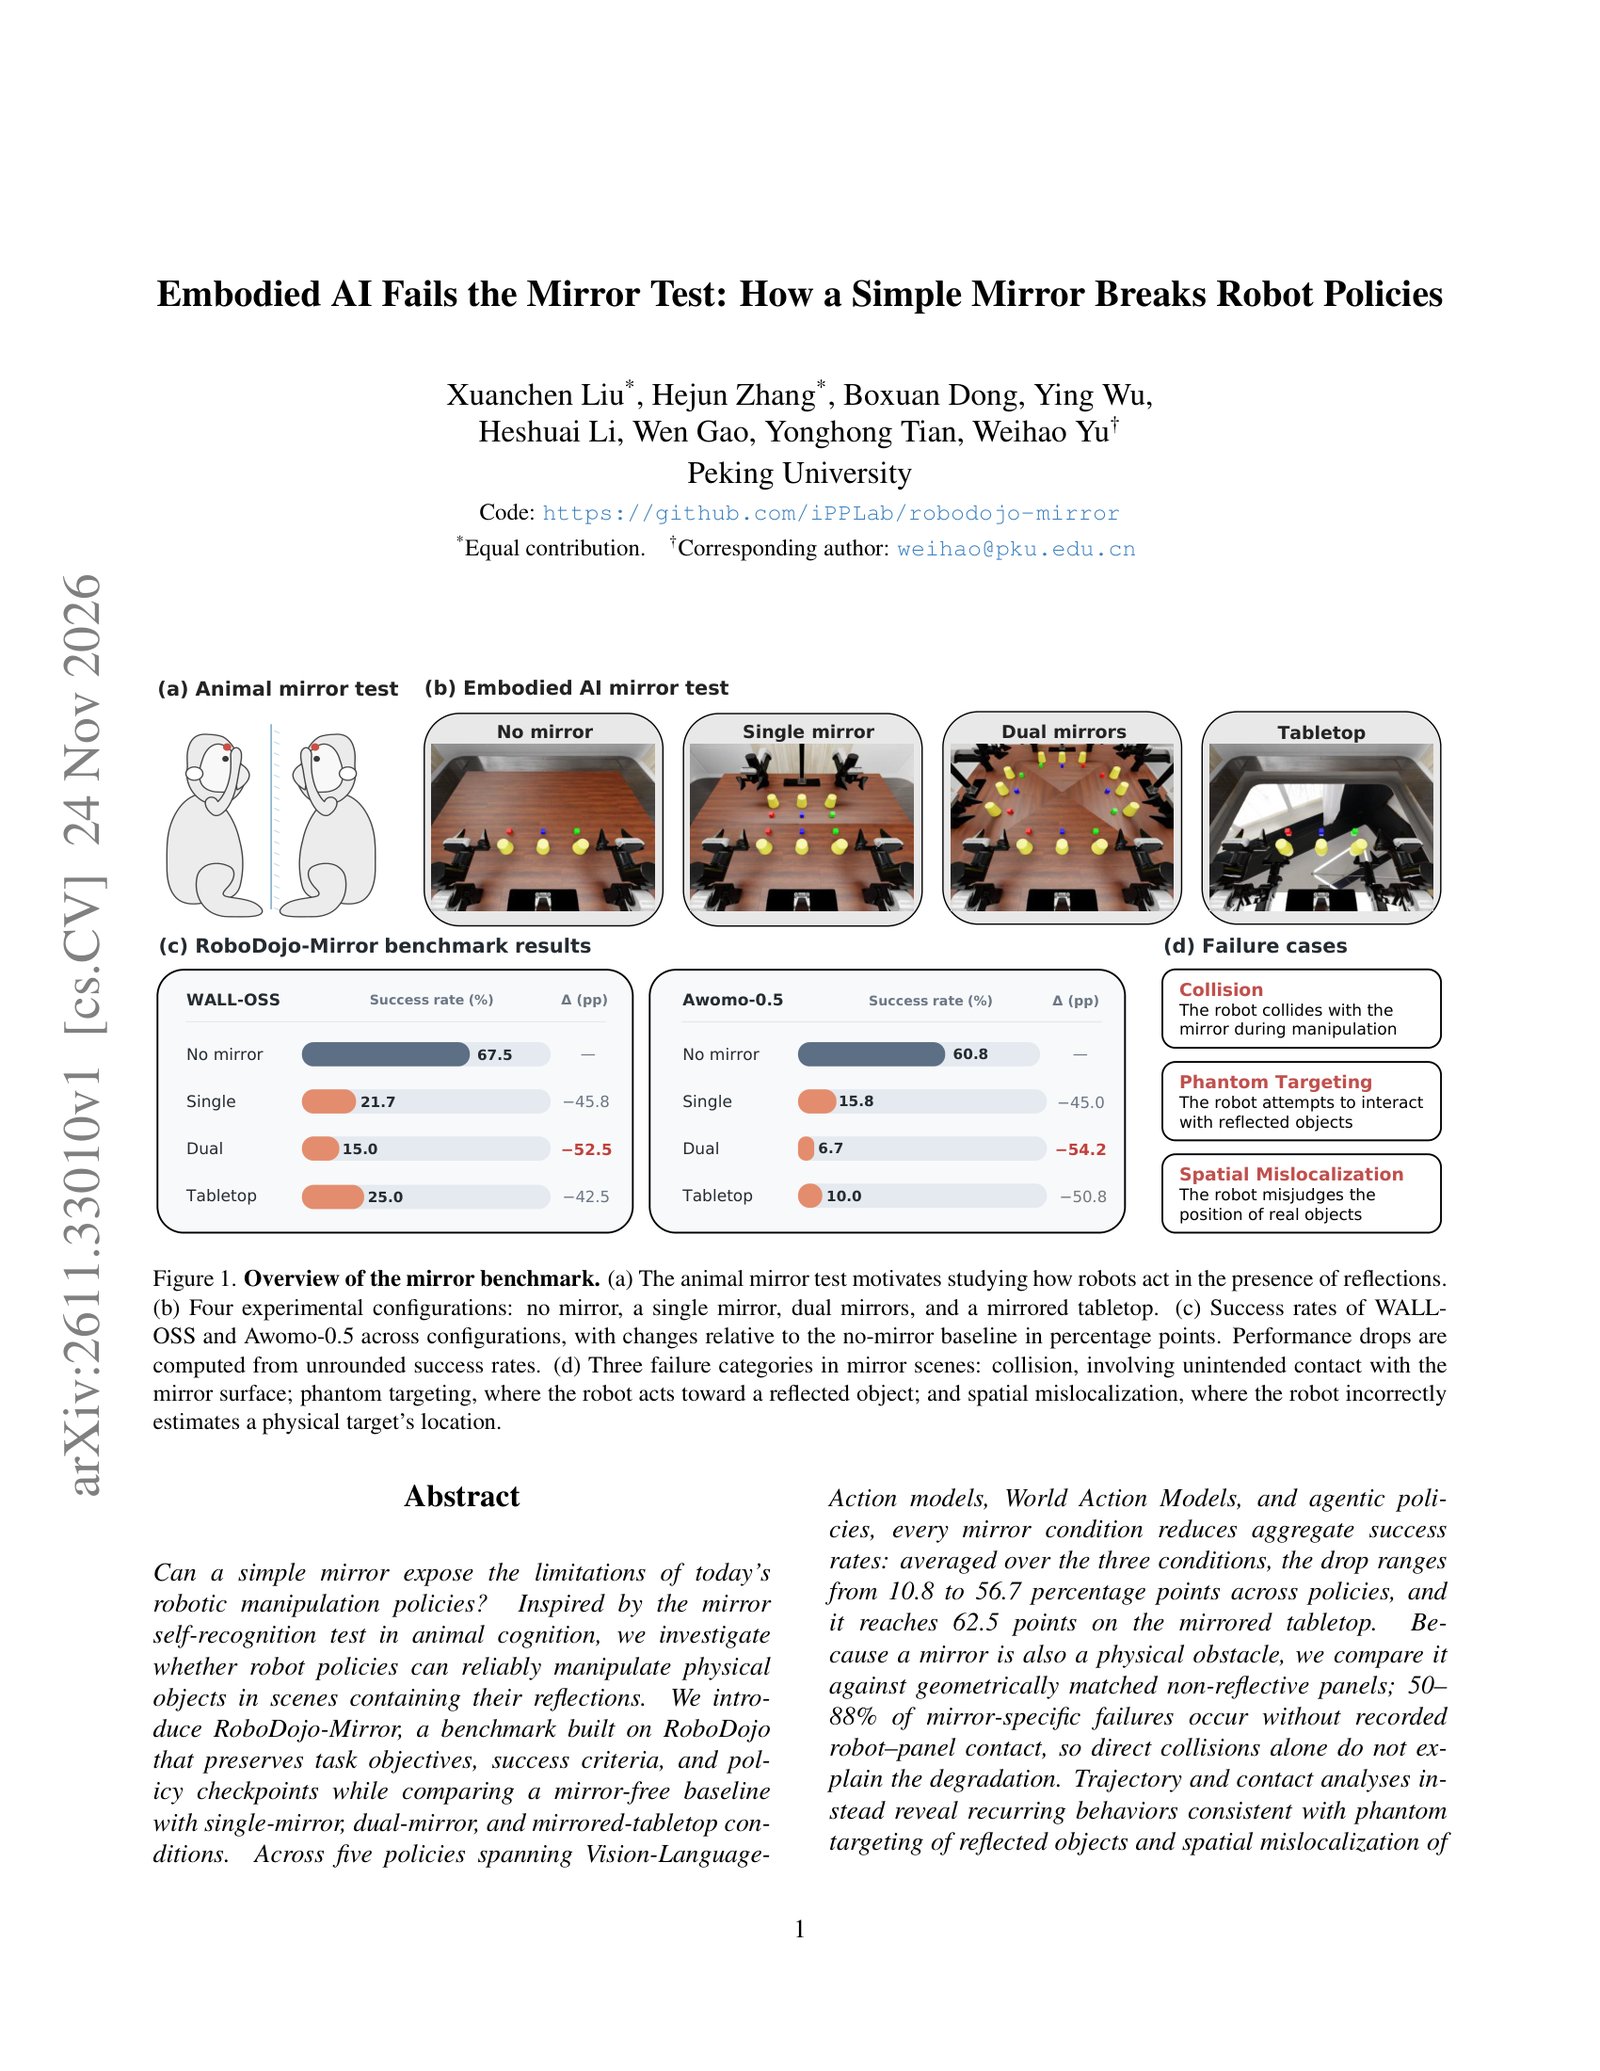 Embodied AI Fails the Mirror Test: How a Simple Mirror Breaks Robot Policies
Xuanchen Liu*, Hejun Zhang*, Boxuan Dong, Ying Wu,
Heshuai Li, Wen Gao, Yonghong Tian, Weihao Yu†
Peking University
Code: https://github.com/iPPLab/robodojo-mirror
*Equal contribution. †Corresponding author: weihao@pku.edu.cn
arXiv:2611.33010v1 [cs.CV] 24 Nov 2026
(a) Animal mirror test
(b) Embodied AI mirror test
No mirror
Single mirror
Dual mirrors
Tabletop
(c) RoboDojo-Mirror benchmark results
WALL-OSS Success rate (%) Δ (pp)
No mirror 67.5 —
Single 21.7 −45.8
Dual 15.0 −52.5
Tabletop 25.0 −42.5
Awomo-0.5 Success rate (%) Δ (pp)
No mirror 60.8 —
Single 15.8 −45.0
Dual 6.7 −54.2
Tabletop 10.0 −50.8
(d) Failure cases
Collision
The robot collides with the
mirror during manipulation
Phantom Targeting
The robot attempts to interact
with reflected objects
Spatial Mislocalization
The robot misjudges the
position of real objects
Figure 1. Overview of the mirror benchmark. (a) The animal mirror test motivates studying how robots act in the presence of reflections.
(b) Four experimental configurations: no mirror, a single mirror, dual mirrors, and a mirrored tabletop. (c) Success rates of WALL-
OSS and Awomo-0.5 across configurations, with changes relative to the no-mirror baseline in percentage points. Performance drops are
computed from unrounded success rates. (d) Three failure categories in mirror scenes: collision, involving unintended contact with the
mirror surface; phantom targeting, where the robot acts toward a reflected object; and spatial mislocalization, where the robot incorrectly
estimates a physical target's location.
Abstract
Can a simple mirror expose the limitations of today's
robotic manipulation policies? Inspired by the mirror
self-recognition test in animal cognition, we investigate
whether robot policies can reliably manipulate physical
objects in scenes containing their reflections. We intro-
duce RoboDojo-Mirror, a benchmark built on RoboDojo
that preserves task objectives, success criteria, and pol-
icy checkpoints while comparing a mirror-free baseline
with single-mirror, dual-mirror, and mirrored-tabletop con-
ditions. Across five policies spanning Vision-Language-
Action models, World Action Models, and agentic poli-
cies, every mirror condition reduces aggregate success
rates: averaged over the three conditions, the drop ranges
from 10.8 to 56.7 percentage points across policies, and
it reaches 62.5 points on the mirrored tabletop. Be-
cause a mirror is also a physical obstacle, we compare it
against geometrically matched non-reflective panels; 50–
88% of mirror-specific failures occur without recorded
robot–panel contact, so direct collisions alone do not ex-
plain the degradation. Trajectory and contact analyses in-
stead reveal recurring behaviors consistent with phantom
targeting of reflected objects and spatial mislocalization of
1